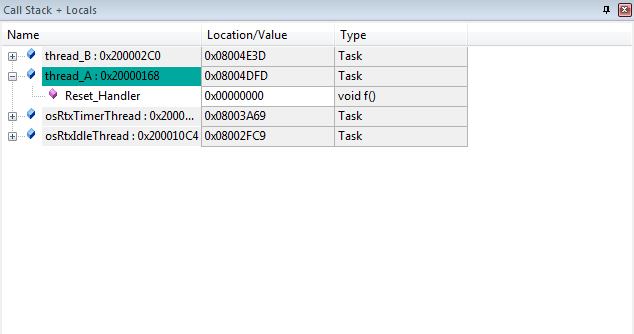 Call Stack + Locals
Name Location/Value Type
thread_B : 0x200002C0 0x08004E3D Task
thread_A : 0x20000168 0x08004DFD Task
Reset_Handler 0x00000000 void f()
osRtxTimerThread : 0x2000... 0x08003A69 Task
osRtxIdleThread : 0x200010C4 0x08002FC9 Task